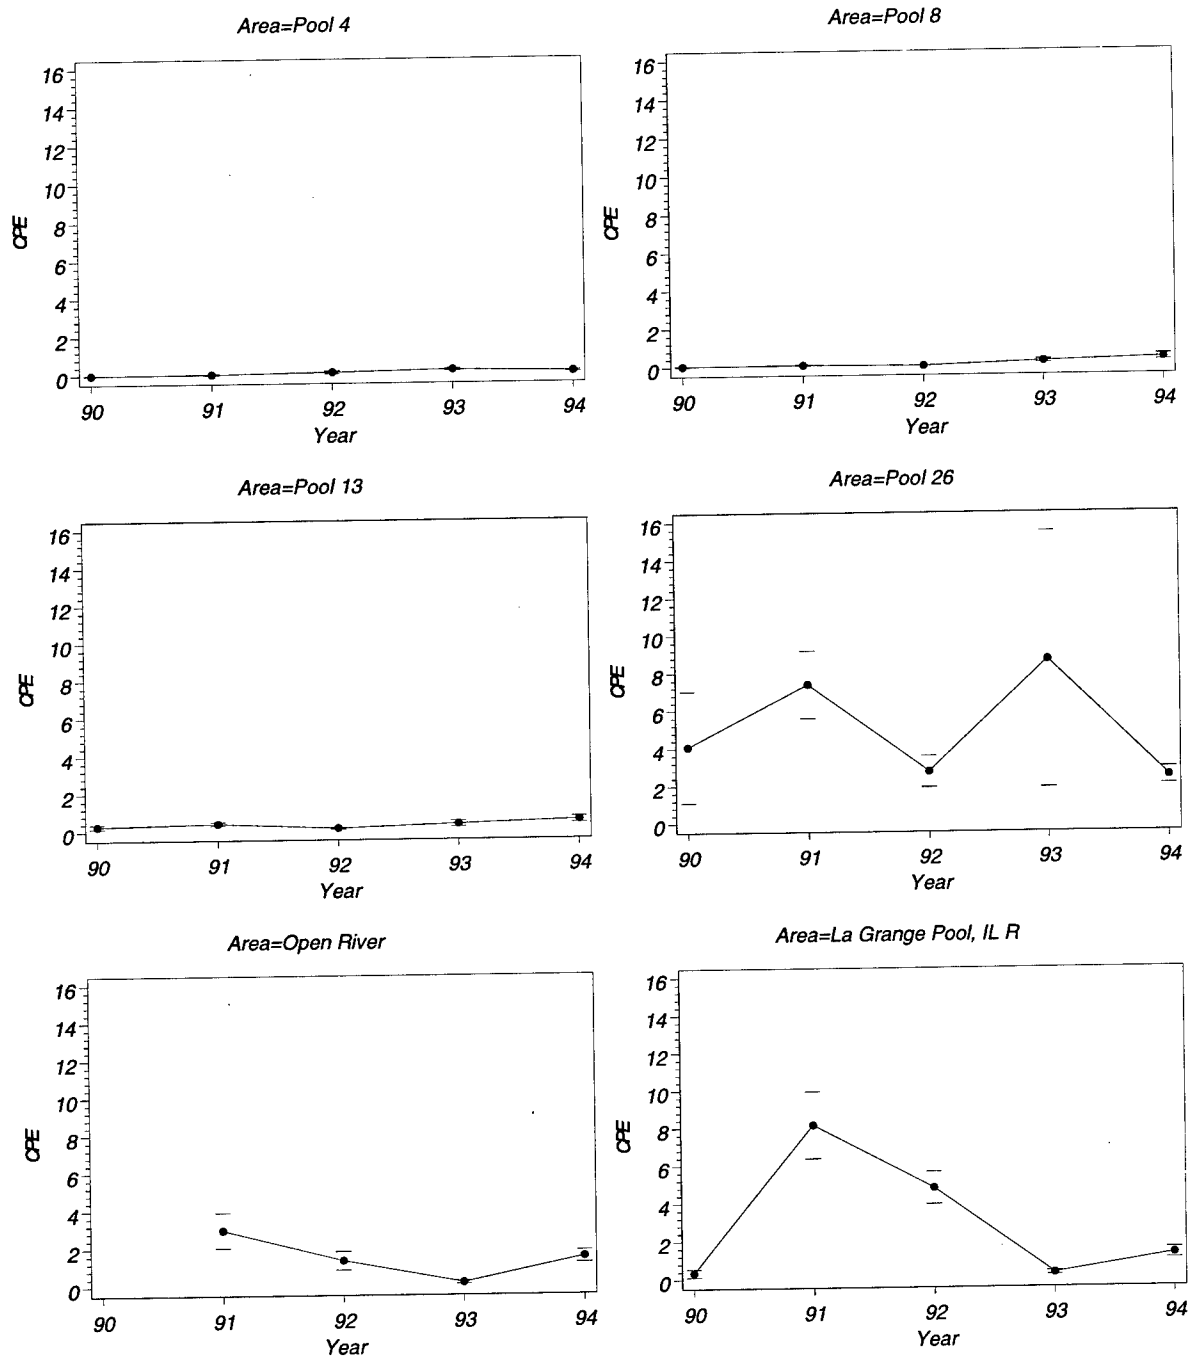 Area=Pool 4
16
14
12
10
8
6
4
2
0
CPE
90 91 92 93 94
Year
Area=Pool 8
16
14
12
10
8
6
4
2
0
CPE
90 91 92 93 94
Year
Area=Pool 13
16
14
12
10
8
6
4
2
0
CPE
90 91 92 93 94
Year
Area=Pool 26
16
14
12
10
8
6
4
2
0
CPE
90 91 92 93 94
Year
Area=Open River
16
14
12
10
8
6
4
2
0
CPE
90 91 92 93 94
Year
Area=La Grange Pool, IL R
16
14
12
10
8
6
4
2
0
CPE
90 91 92 93 94
Year